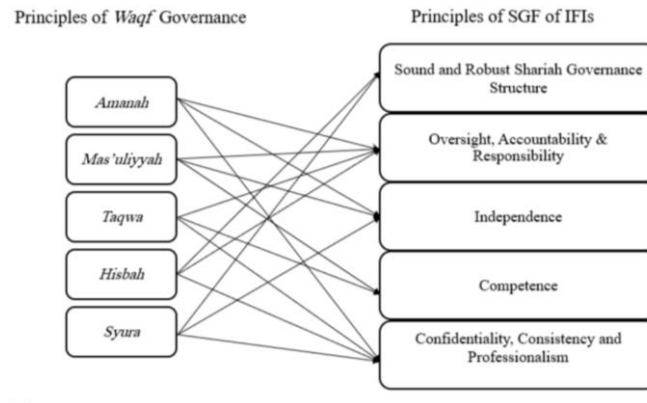 Principles of Waqf Governance
Principles of SGF of IFIs
Amanah
Mas'uliyyah
Taqwa
Hisbah
Syura
Sound and Robust Shariah Governance
Structure
Oversight, Accountability &
Responsibility
Independence
Competence
Confidentiality, Consistency and
Professionalism